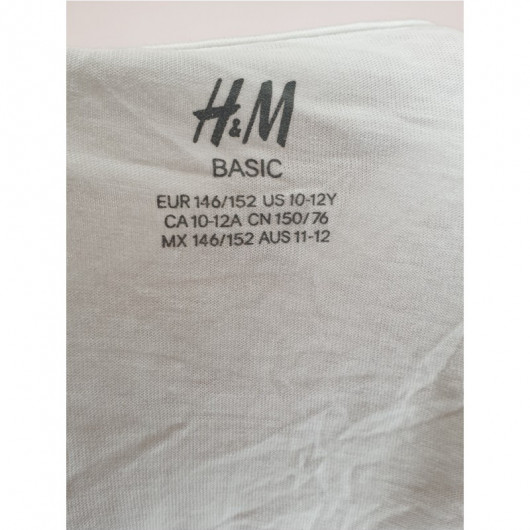 H&M
BASIC
EUR 146/152 US 10-12Y
CA 10-12A CN 150/76
MX 146/152 AUS 11-12